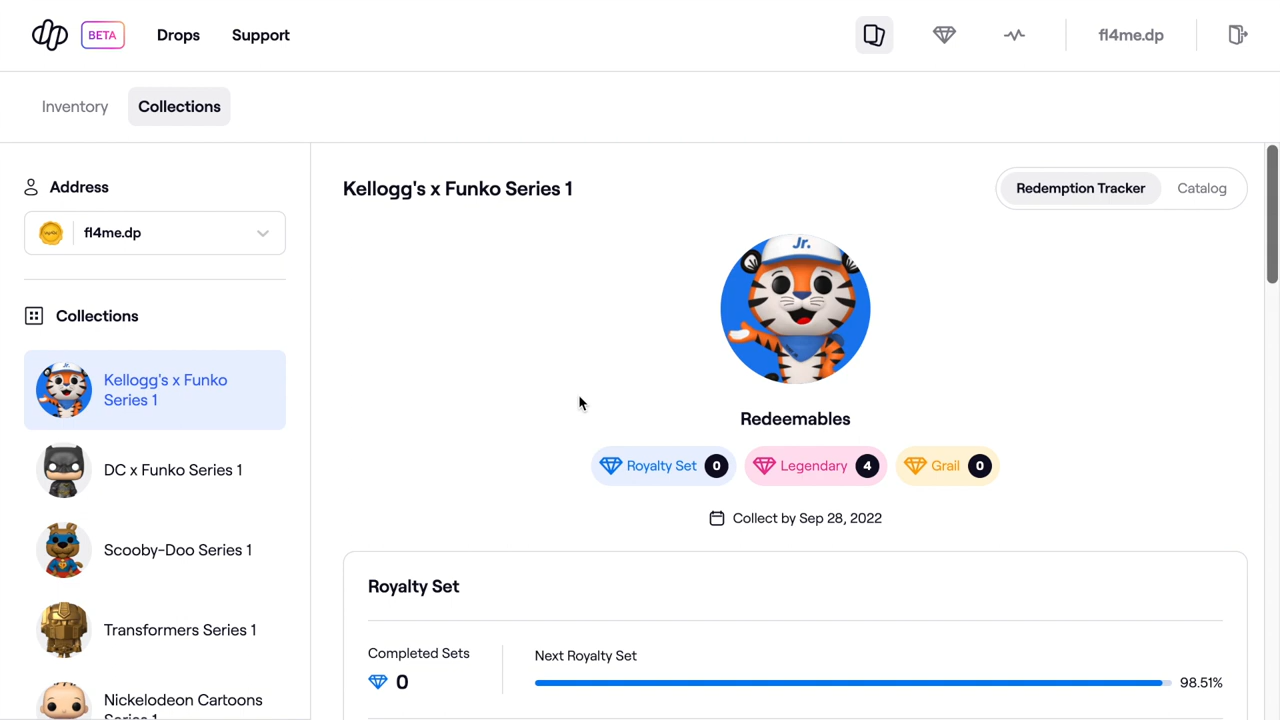 BETA
Drops
Support
fl4me.dp
Inventory
Collections
Address
fl4me.dp
Collections
Kellogg's x Funko
Series 1
DC x Funko Series 1
Scooby-Doo Series 1
Transformers Series 1
Nickelodeon Cartoons
Series 1
Kellogg's x Funko Series 1
Redemption Tracker
Catalog
Jr.
Redeemables
Royalty Set 0
Legendary 4
Grail 0
Collect by Sep 28, 2022
Royalty Set
Completed Sets
0
Next Royalty Set
98.51%